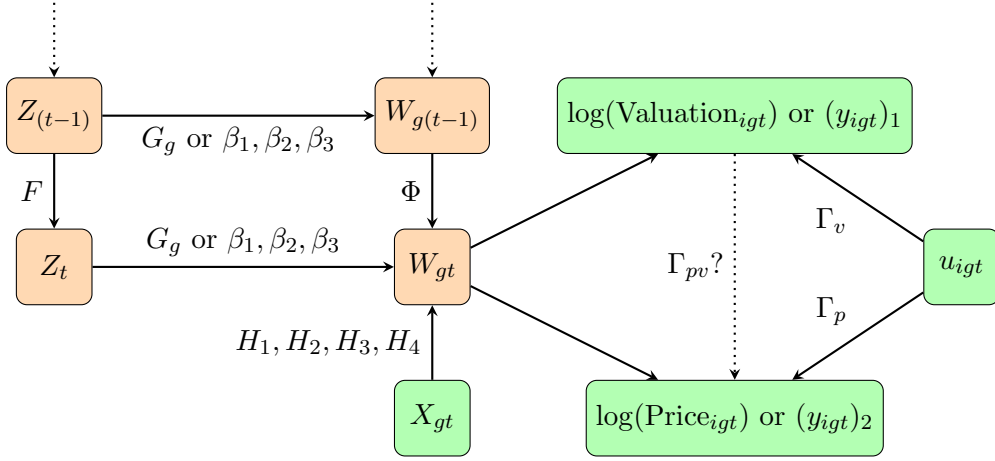 Z_{(t−1)}
W_{g(t−1)}
log(Valuation_{igt}) or (y_{igt})_1
G_g or β_1, β_2, β_3
F
Φ
G_g or β_1, β_2, β_3
Γ_v
Z_t
W_{gt}
Γ_{pv}?
u_{igt}
Γ_p
H_1, H_2, H_3, H_4
X_{gt}
log(Price_{igt}) or (y_{igt})_2